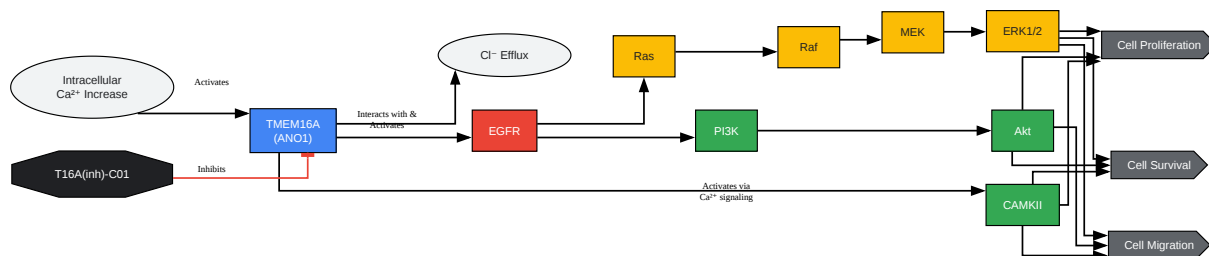 Intracellular
Ca²⁺ Increase
Activates
T16A(inh)-C01
Inhibits
TMEM16A
(ANO1)
Cl⁻ Efflux
Interacts with &
Activates
EGFR
Ras
Raf
MEK
ERK1/2
PI3K
Akt
Activates via
Ca²⁺ signaling
CAMKII
Cell Proliferation
Cell Survival
Cell Migration